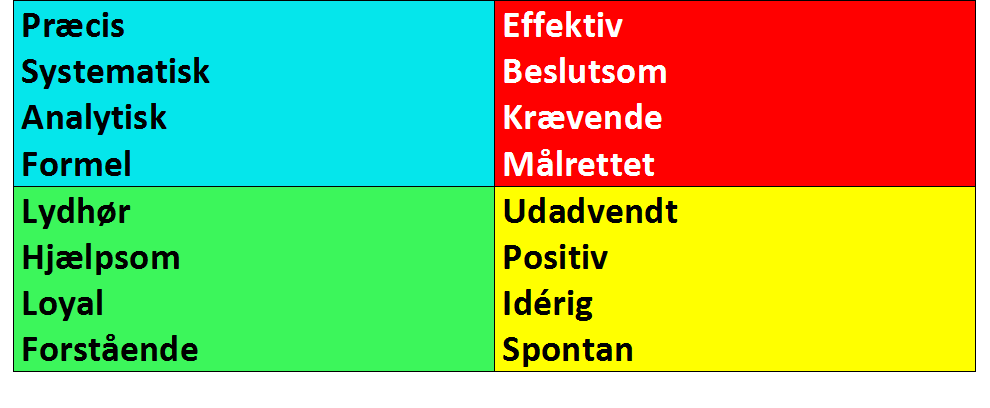 Præcis
Systematisk
Analytisk
Formel
Effektiv
Beslutsom
Krævende
Målrettet
Lydhør
Hjælpsom
Loyal
Forstående
Udadvendt
Positiv
Idérig
Spontan